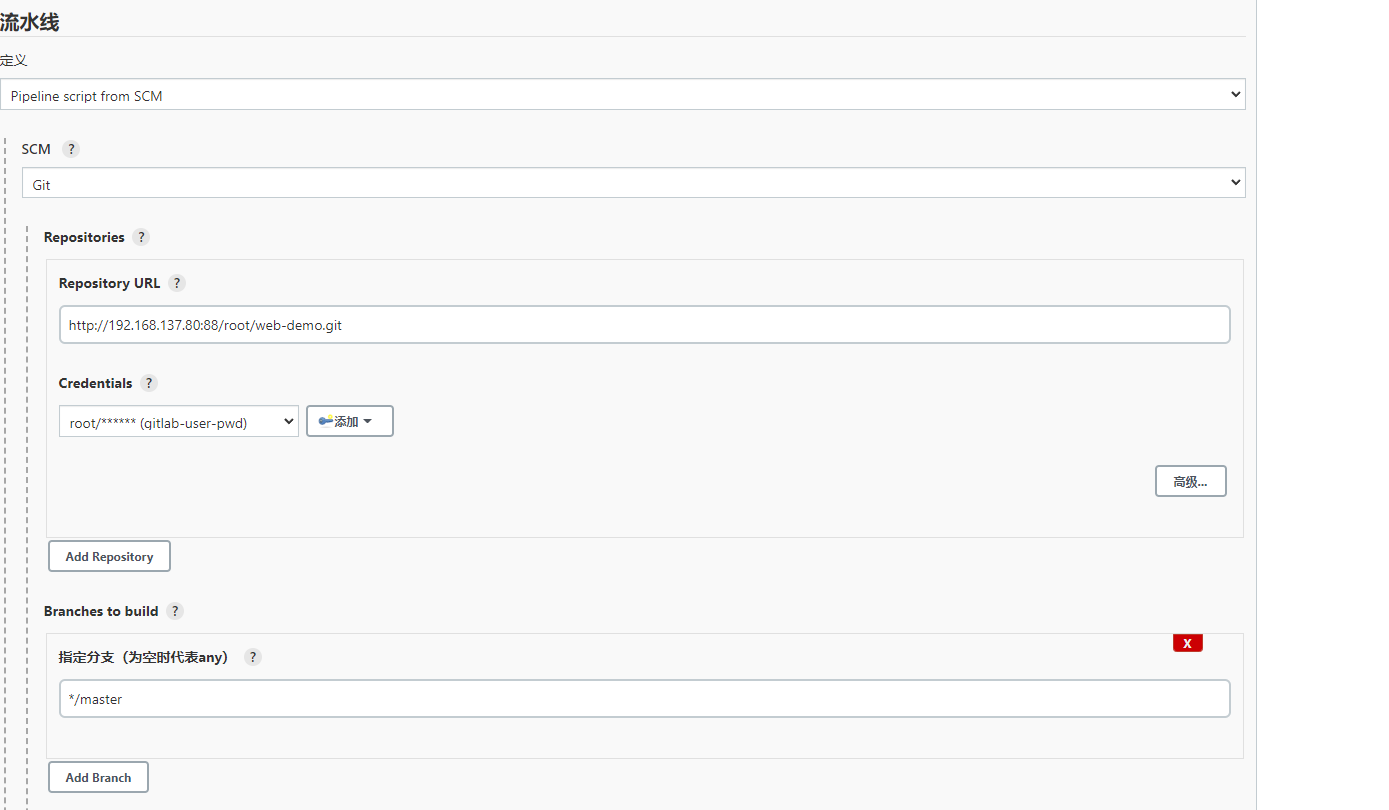 流水线
定义
Pipeline script from SCM
SCM ?
Git
Repositories ?
Repository URL ?
http://192.168.137.80:88/root/web-demo.git
Credentials ?
root/****** (gitlab-user-pwd)
添加
高级...
Add Repository
Branches to build ?
X
指定分支（为空时代表any） ?
*/master
Add Branch